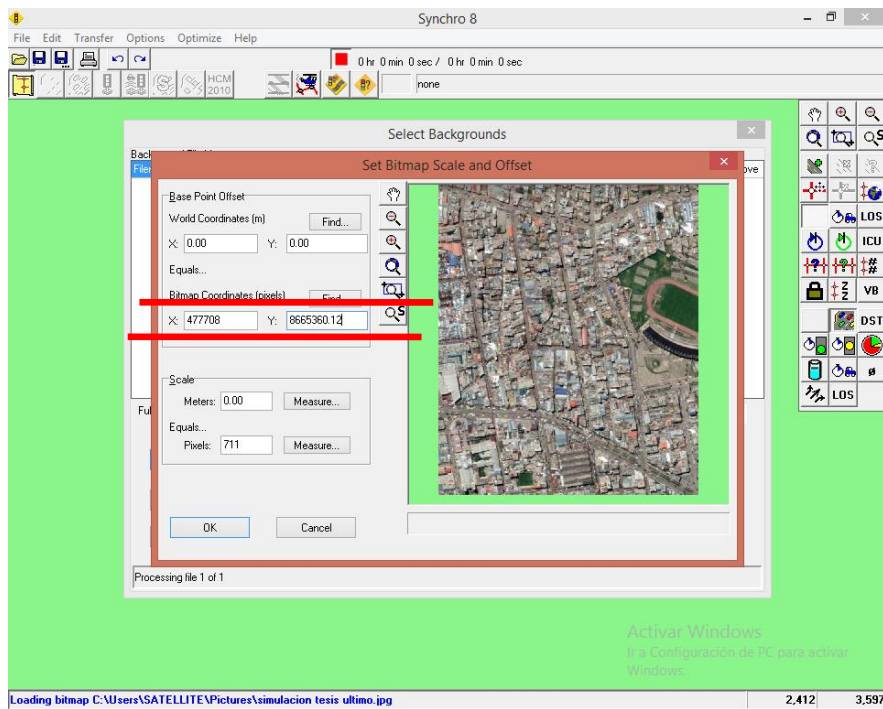 Synchro 8
File Edit Transfer Options Optimize Help
0 hr 0 min 0 sec / 0 hr 0 min 0 sec
HCM
2010
none
Select Backgrounds
Set Bitmap Scale and Offset
Base Point Offset
World Coordinates (m)
Find...
X: 0.00 Y: 0.00
Equals...
Bitmap Coordinates (pixels)
Find...
X: 477708 Y: 8665360.12
Scale
Meters: 0.00 Measure...
Equals...
Pixels: 711 Measure...
OK Cancel
Processing file 1 of 1
LOS
ICU
VB
DST
ø
LOS
Activar Windows
Ir a Configuración de PC para activar
Windows.
Loading bitmap C:\Users\SATELLITE\Pictures\simulacion tesis ultimo.jpg 2,412 3,597